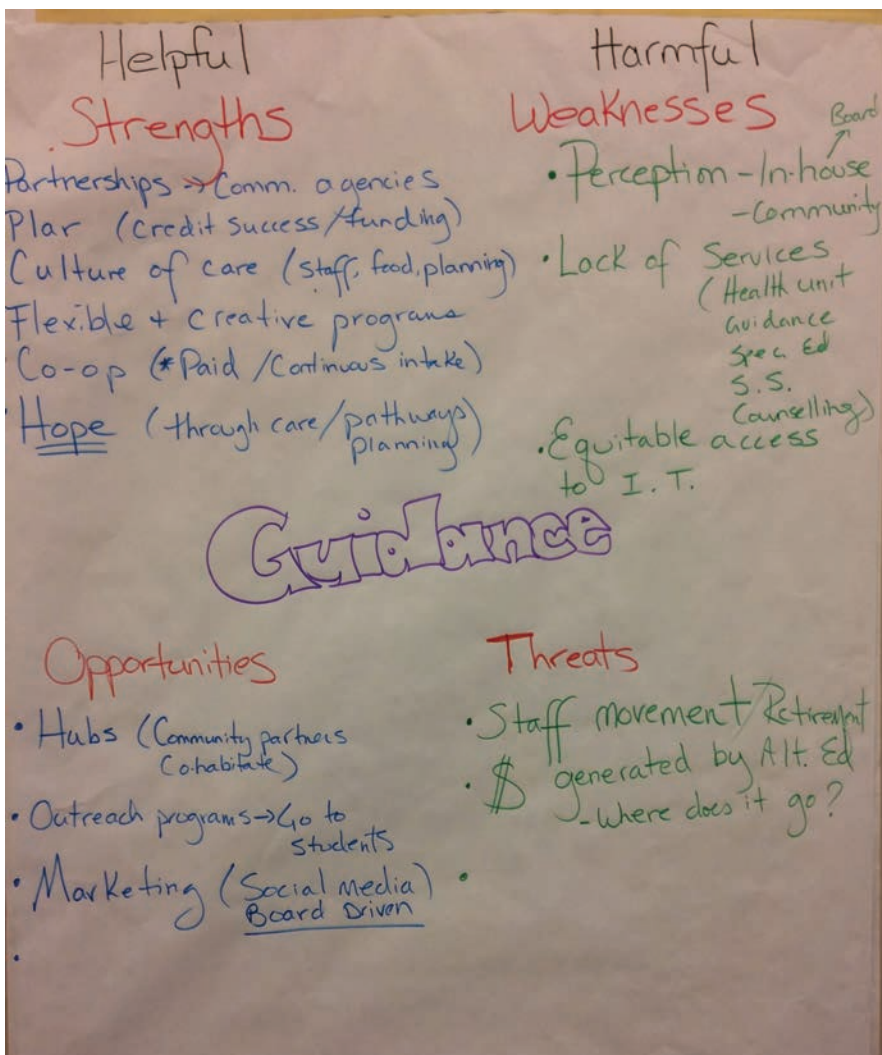 Helpful
Strengths
Partnerships → Comm. agencies
Plar (credit success/funding)
Culture of care (staff, food, planning)
Flexible + creative programs
Co-op (*Paid /Continuous intake)
• Hope (through care/pathways
planning)
Harmful
Weaknesses
Board
• Perception - In-house
- Community
• Lack of Services
(Health unit
Guidance
Spec. Ed
S.S.
Counselling)
• Equitable access
to I.T.
Guidance
Opportunities
• Hubs (Community partners
Cohabitate)
• Outreach programs → Go to
students
• Marketing (Social media)
Board Driven
•
Threats
• Staff movement/Retirement
• $ generated by Alt. Ed
- Where does it go?
•